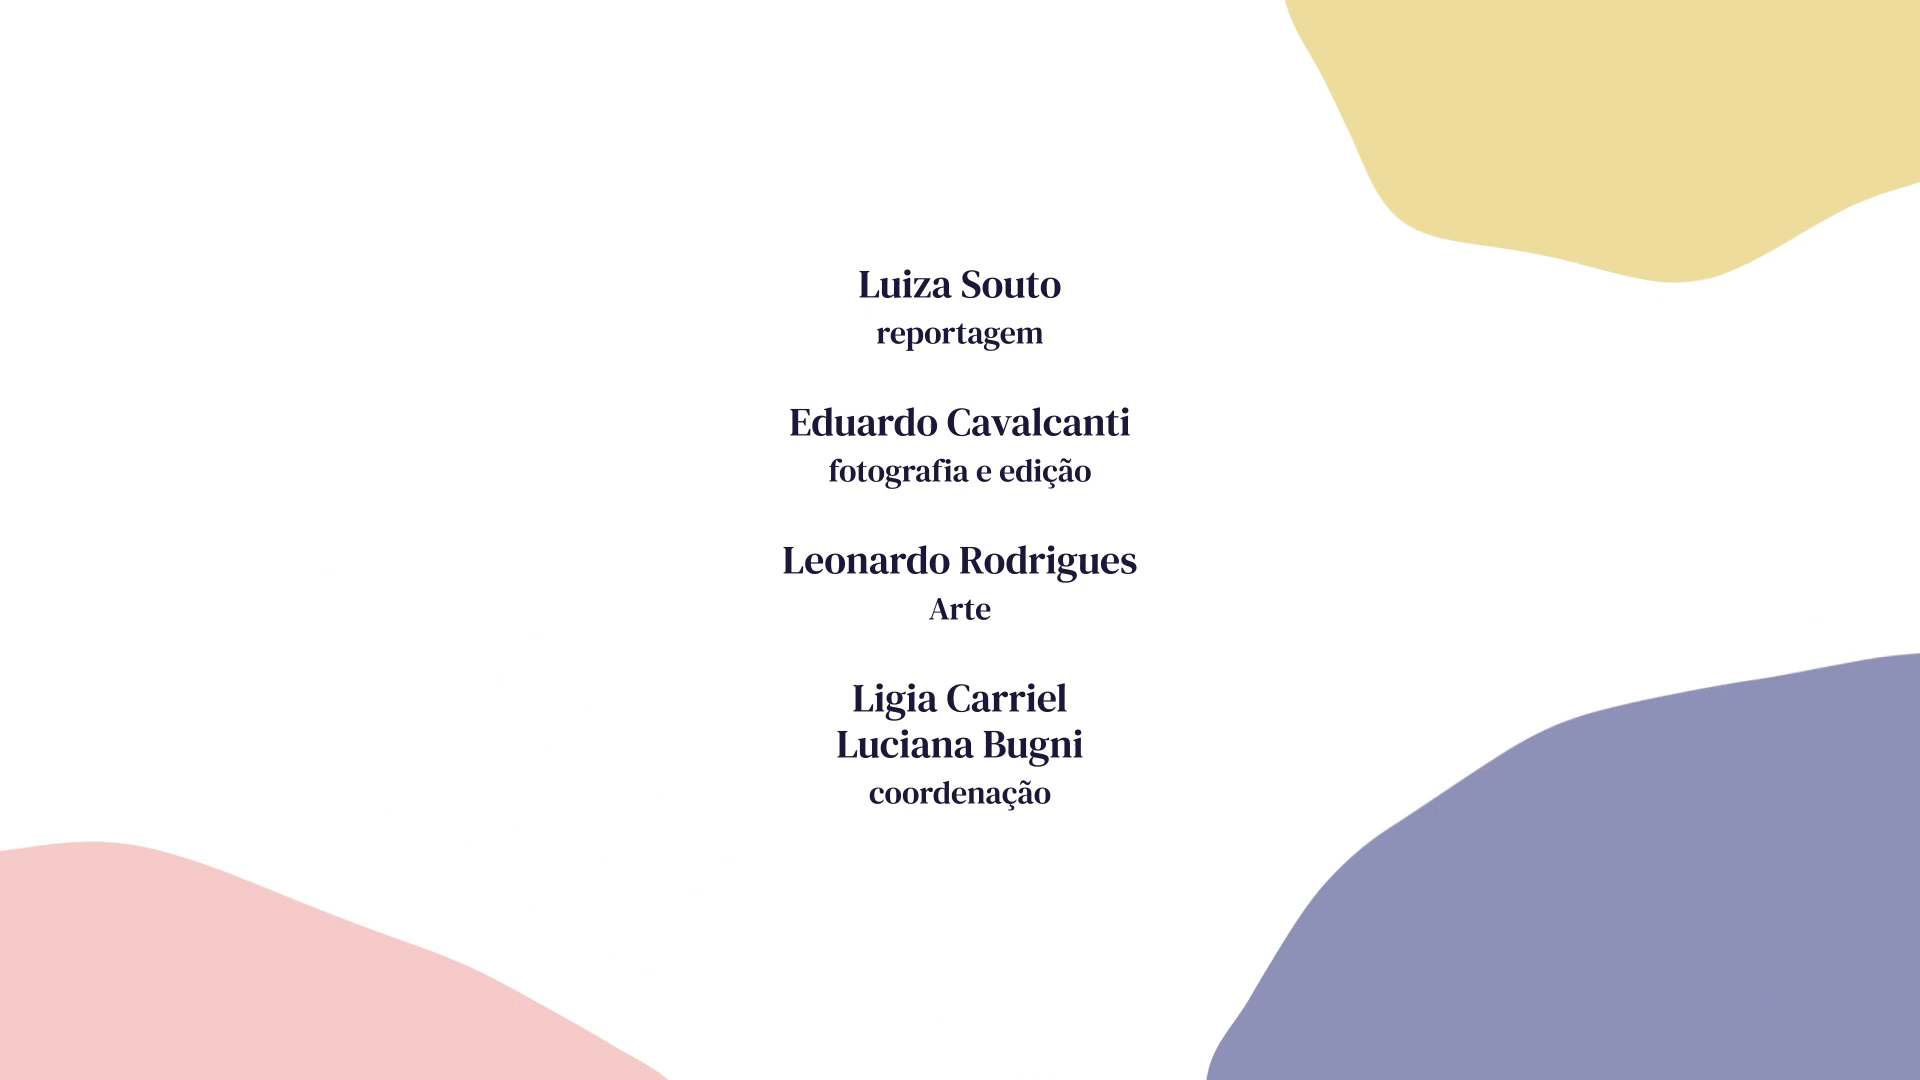 Luiza Souto
reportagem
Eduardo Cavalcanti
fotografia e edição
Leonardo Rodrigues
Arte
Ligia Carriel
Luciana Bugni
coordenação